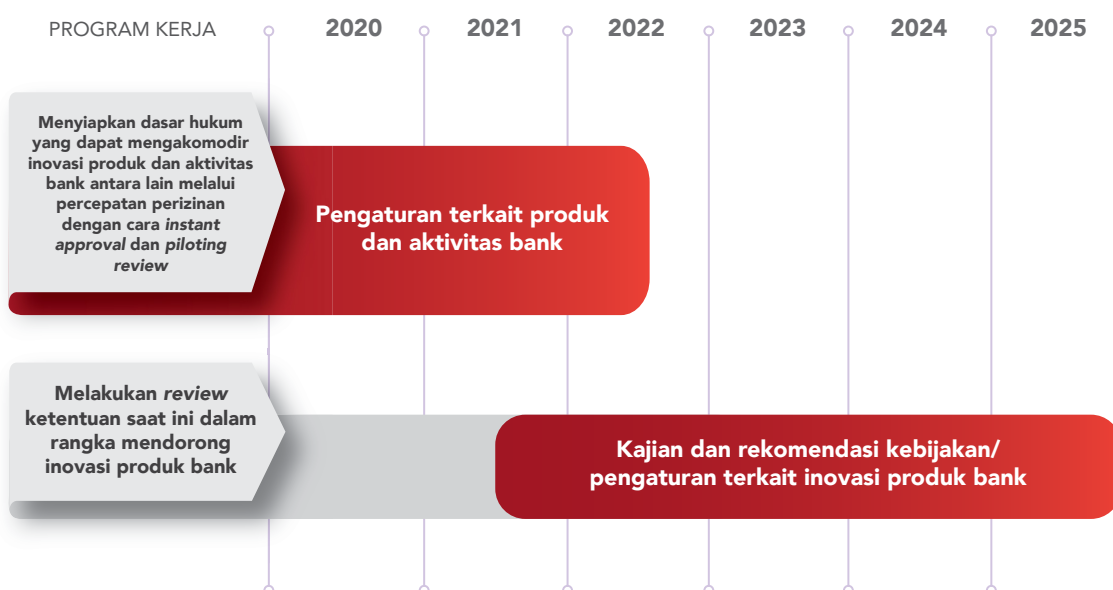 PROGRAM KERJA 2020 2021 2022 2023 2024 2025
Menyiapkan dasar hukum
yang dapat mengakomodir
inovasi produk dan aktivitas
bank antara lain melalui
percepatan perizinan
dengan cara instant
approval dan piloting
review
Pengaturan terkait produk
dan aktivitas bank
Melakukan review
ketentuan saat ini dalam
rangka mendorong
inovasi produk bank
Kajian dan rekomendasi kebijakan/
pengaturan terkait inovasi produk bank